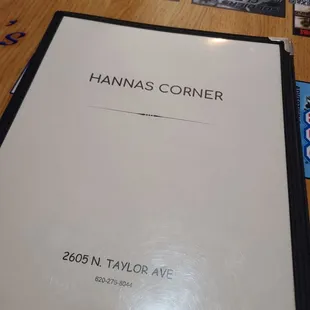 HANNAS CORNER
2605 N. TAYLOR AVE